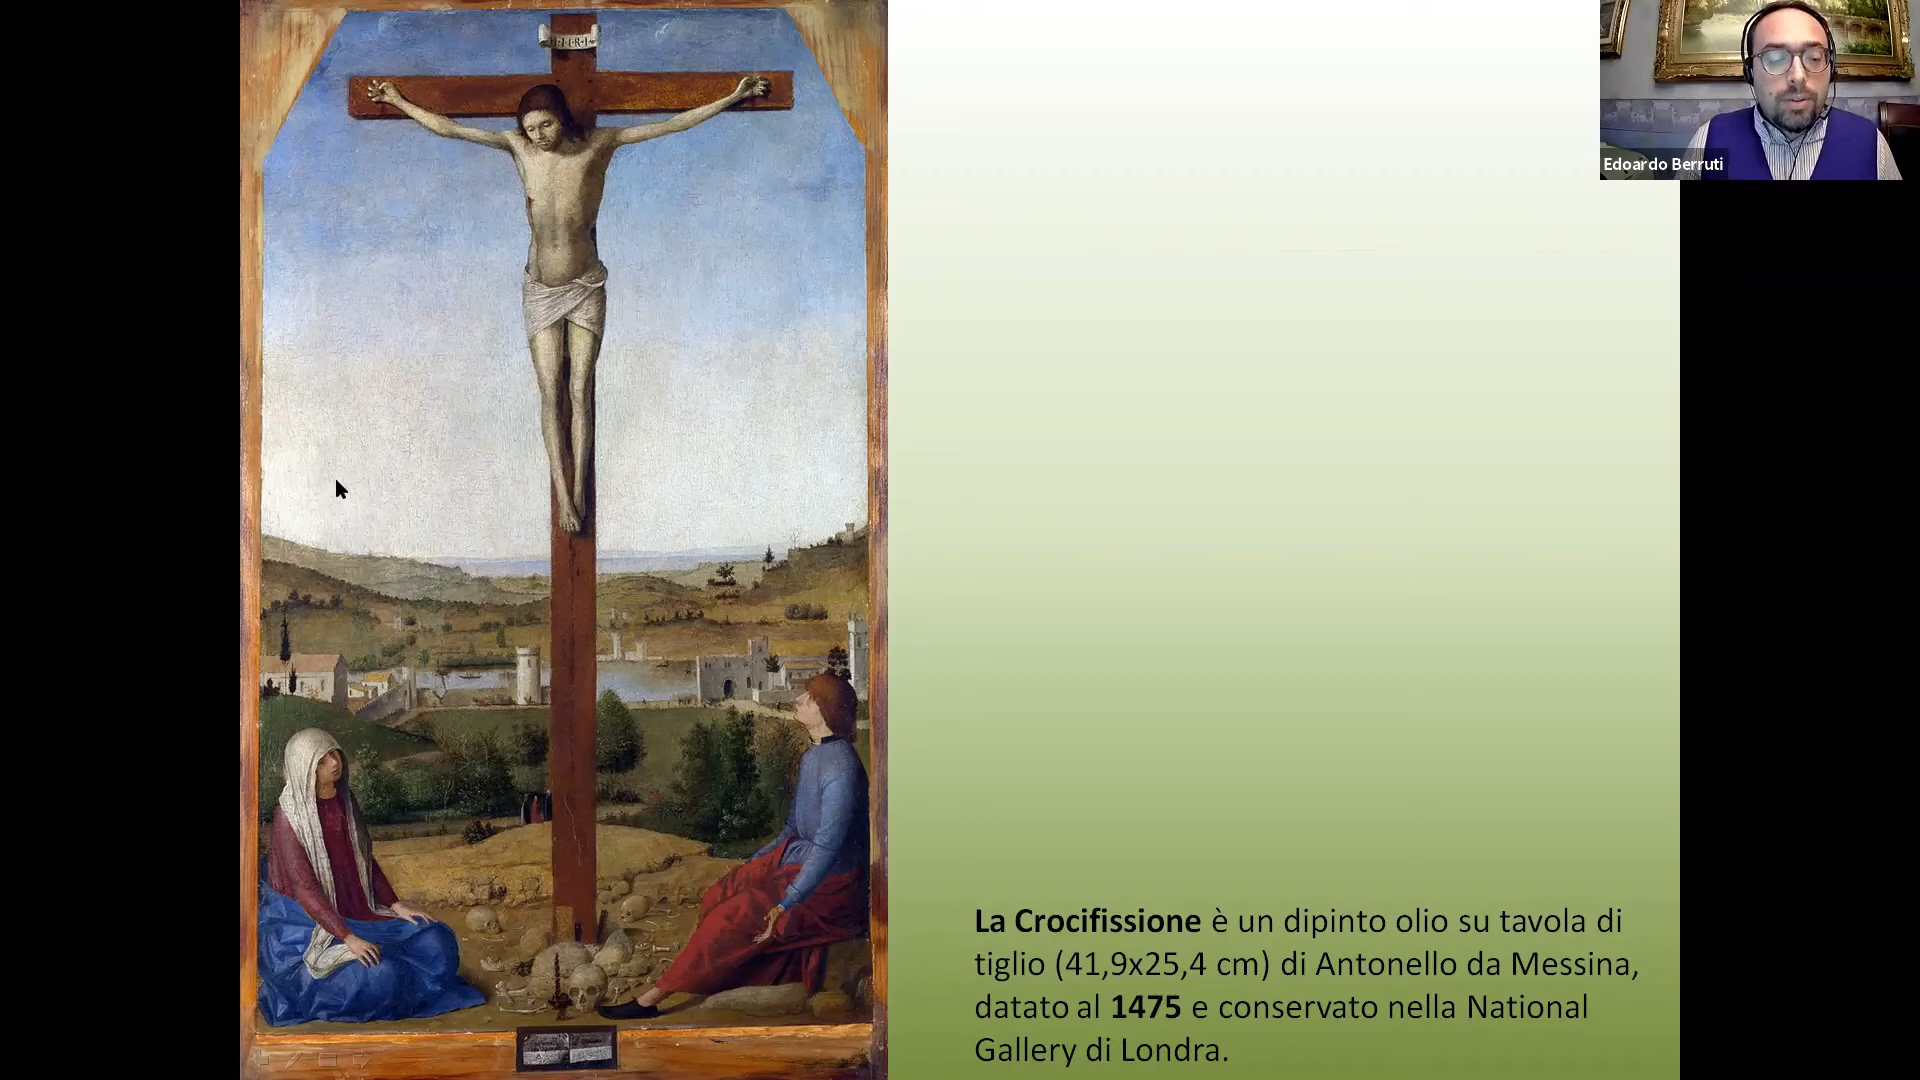 Edoardo Berruti
La Crocifissione è un dipinto olio su tavola di
tiglio (41,9x25,4 cm) di Antonello da Messina,
datato al 1475 e conservato nella National
Gallery di Londra.